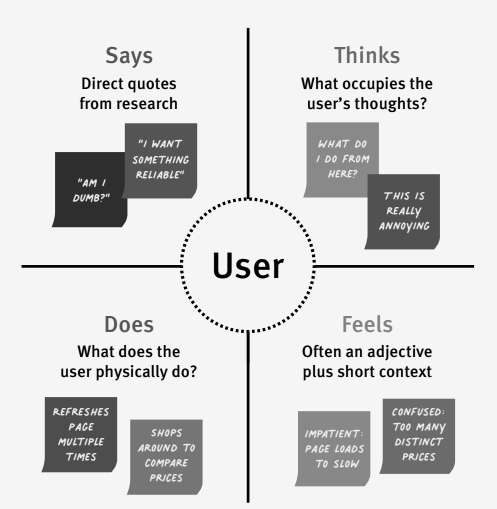 Says
Direct quotes
from research
"I WANT
SOMETHING
RELIABLE"
"AM I
DUMB?"
Thinks
What occupies the
user's thoughts?
WHAT DO
I DO FROM
HERE?
THIS IS
REALLY
ANNOYING
User
Does
What does the
user physically do?
REFRESHES
PAGE
MULTIPLE
TIMES
SHOPS
AROUND TO
COMPARE
PRICES
Feels
Often an adjective
plus short context
IMPATIENT:
PAGE LOADS
TO SLOW
CONFUSED:
TOO MANY
DISTINCT
PRICES